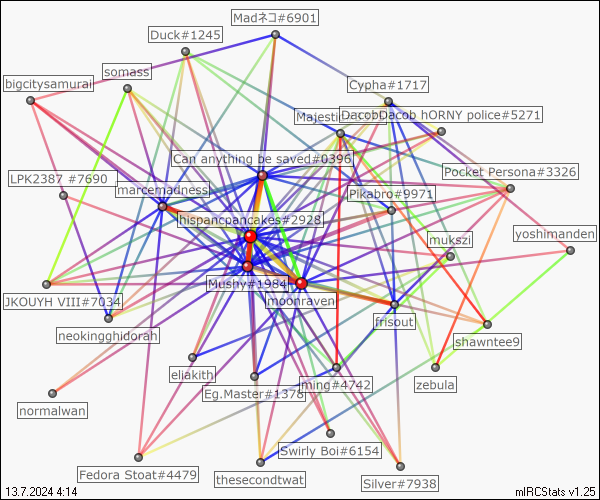 Madネコ#6901
Duck#1245
somass
bigcitysamurai
Cypha#1717
Majesti
DacobDacob hORNY police#5271
Can anything be saved#0396
Pocket Persona#3326
LPK2387 #7690
marcemadness
Pikabro#9971
hispancpancakes#2928
mukszi
yoshimanden
Mushy#1984
JKOUYH VIII#7034
moonraven
frisout
neokingghidorah
shawntee9
eliakith
Eg.Master#1378
ming#4742
zebula
normalwan
Swirly Boi#6154
Fedora Stoat#4479
thesecondtwat
Silver#7938
13.7.2024 4:14
mIRCStats v1.25